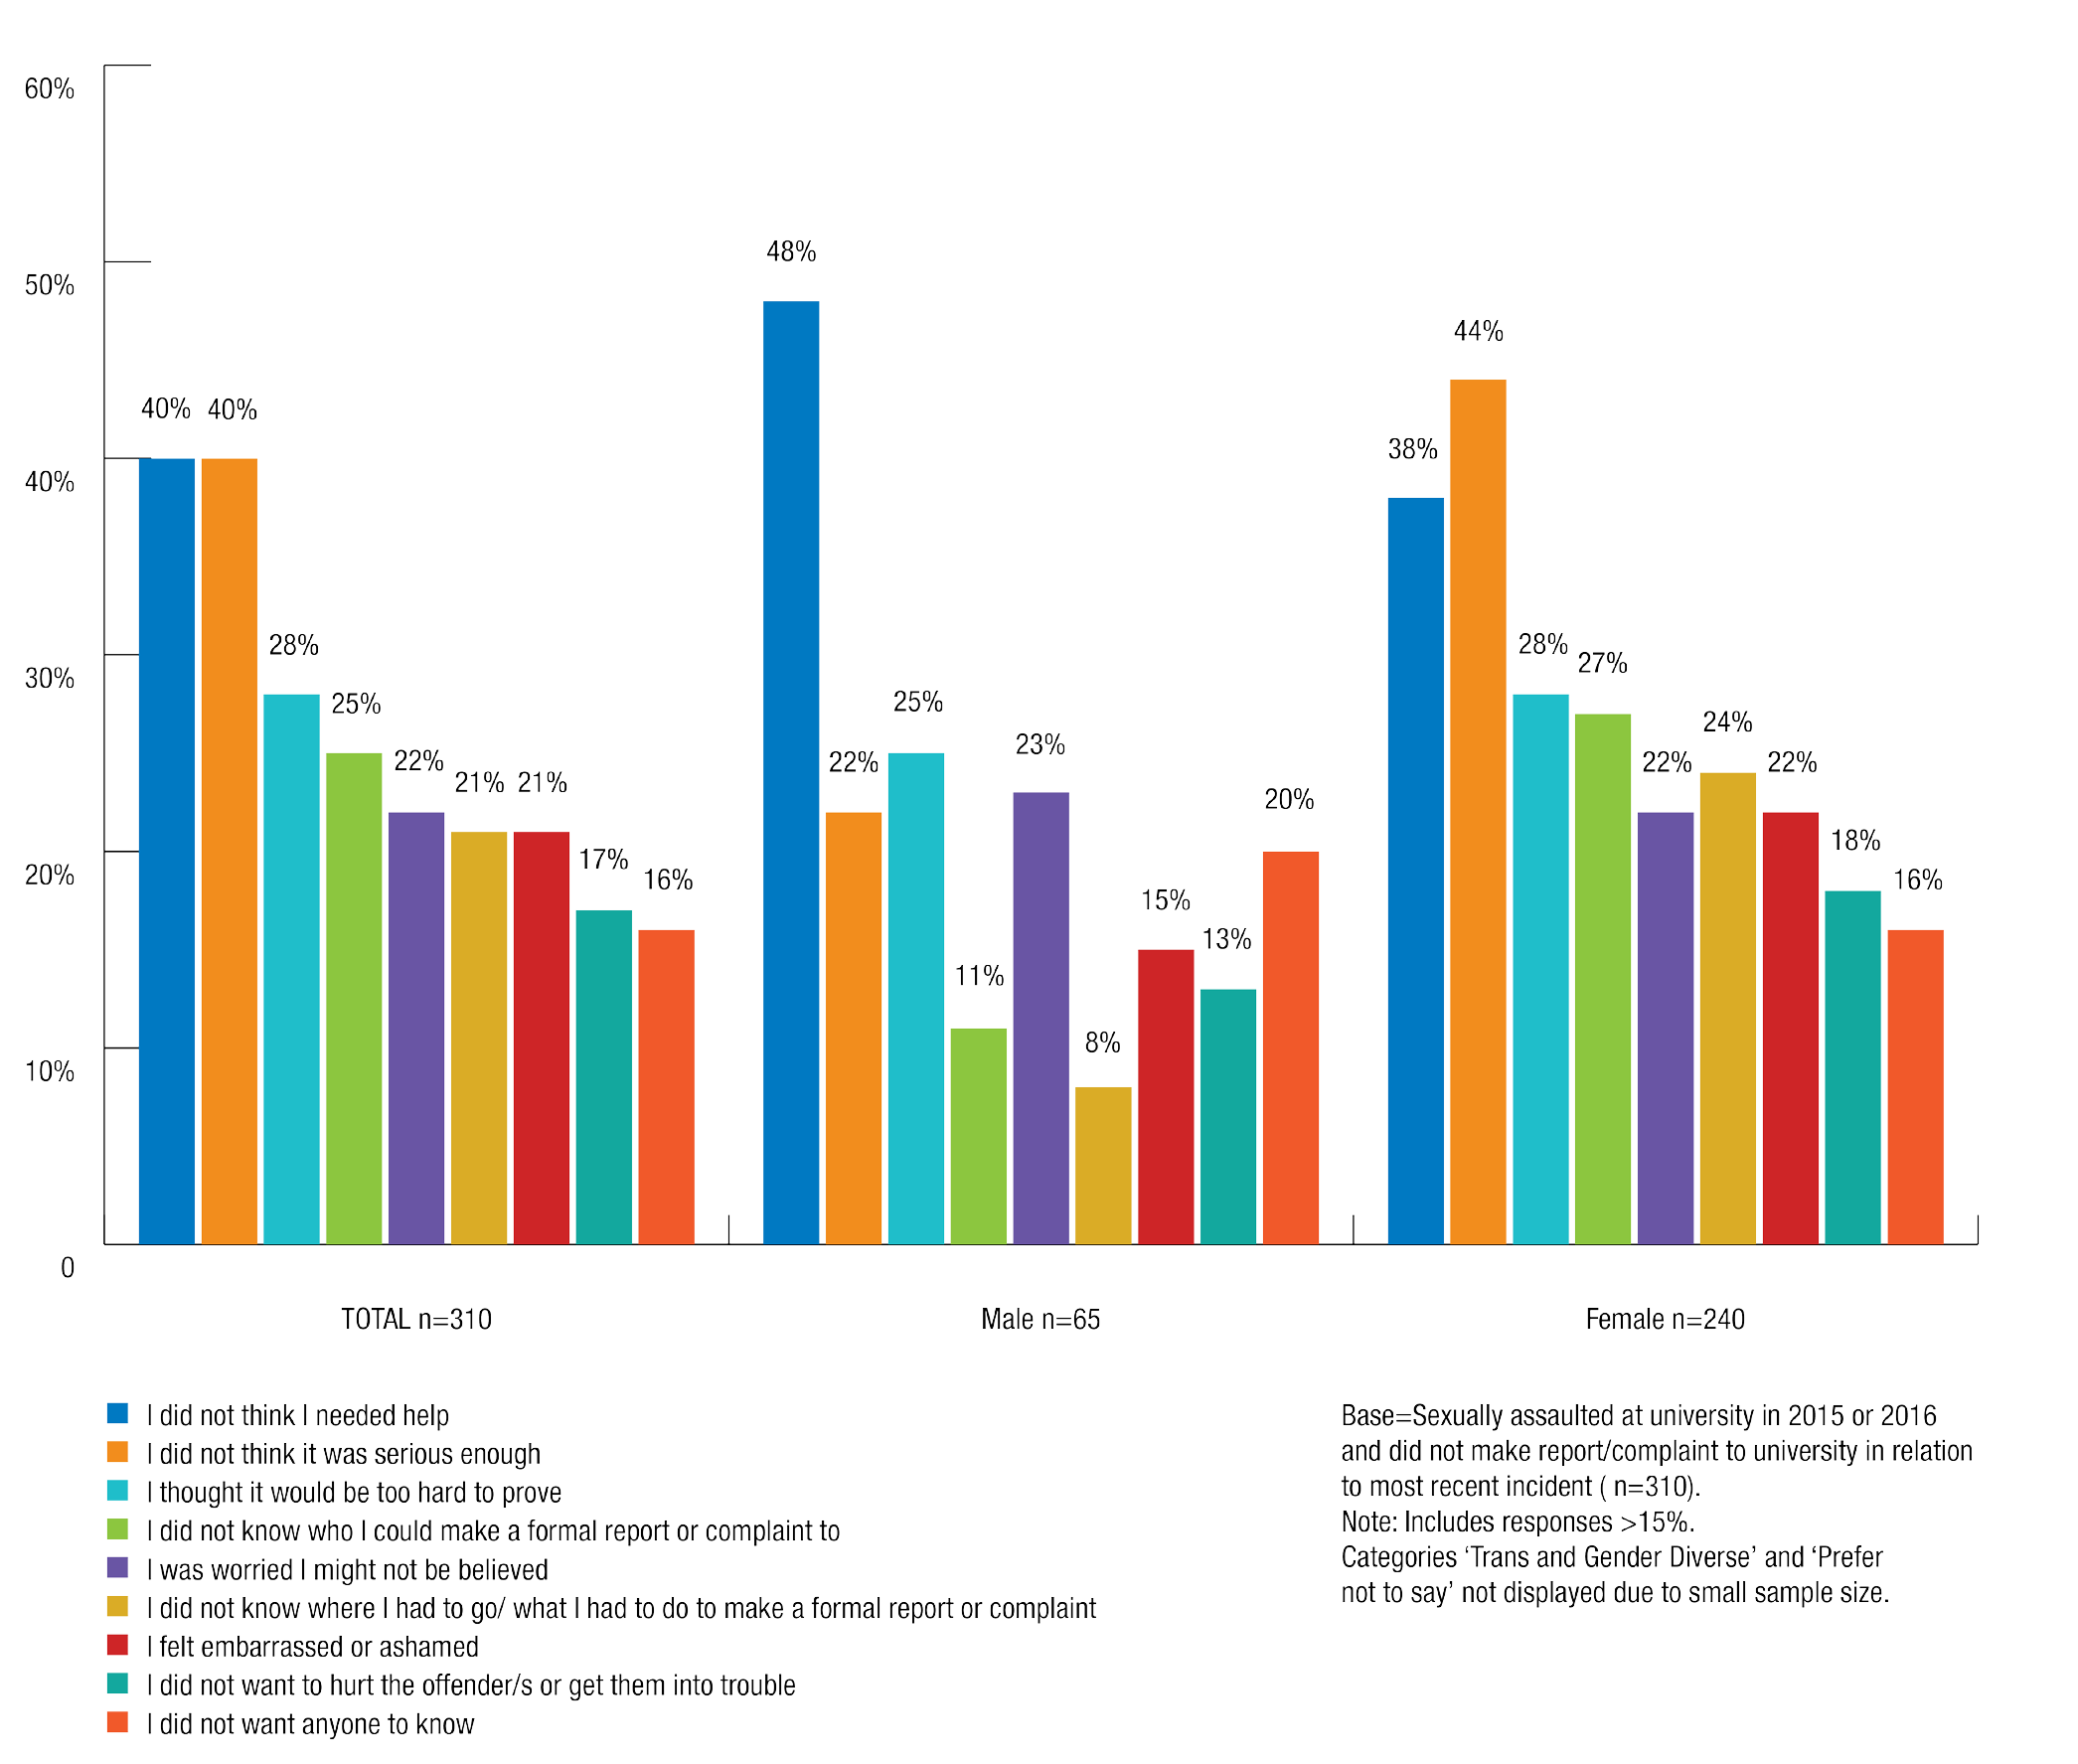 60%
50%
40%
30%
20%
10%
0
40% 40% 28% 25% 22% 21% 21% 17% 16%
48% 22% 25% 11% 23% 8% 15% 13% 20%
38% 44% 28% 27% 22% 24% 22% 18% 16%
TOTAL n=310
Male n=65
Female n=240
I did not think I needed help
I did not think it was serious enough
I thought it would be too hard to prove
I did not know who I could make a formal report or complaint to
I was worried I might not be believed
I did not know where I had to go/ what I had to do to make a formal report or complaint
I felt embarrassed or ashamed
I did not want to hurt the offender/s or get them into trouble
I did not want anyone to know
Base=Sexually assaulted at university in 2015 or 2016
and did not make report/complaint to university in relation
to most recent incident ( n=310).
Note: Includes responses >15%.
Categories ‘Trans and Gender Diverse’ and ‘Prefer
not to say’ not displayed due to small sample size.